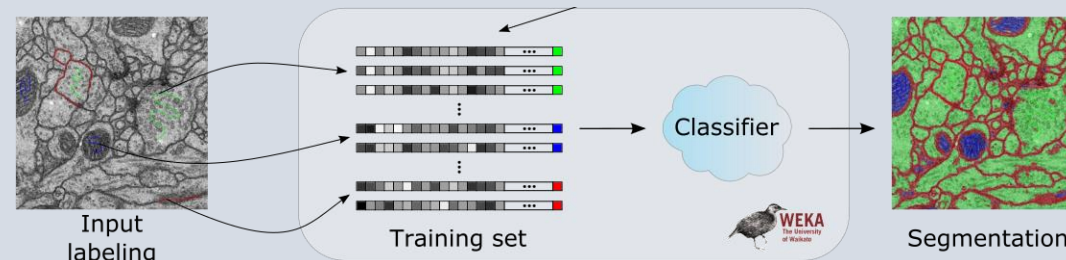 Input
labeling
Training set
Classifier
WEKA
The University
of Waikato
Segmentation